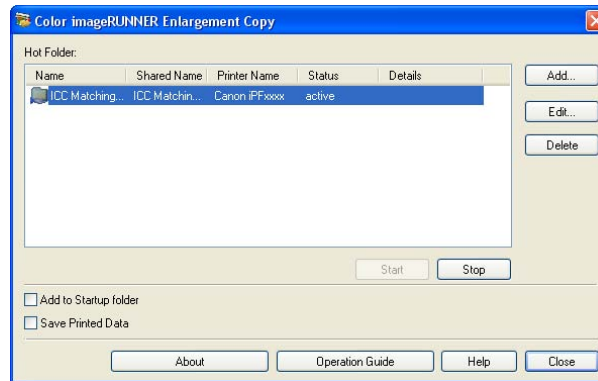 Color imageRUNNER Enlargement Copy
Hot Folder:
Name Shared Name Printer Name Status Details
ICC Matching... ICC Matchin... Canon iPFxxxx active
Add...
Edit...
Delete
Start Stop
Add to Startup folder
Save Printed Data
About Operation Guide Help Close